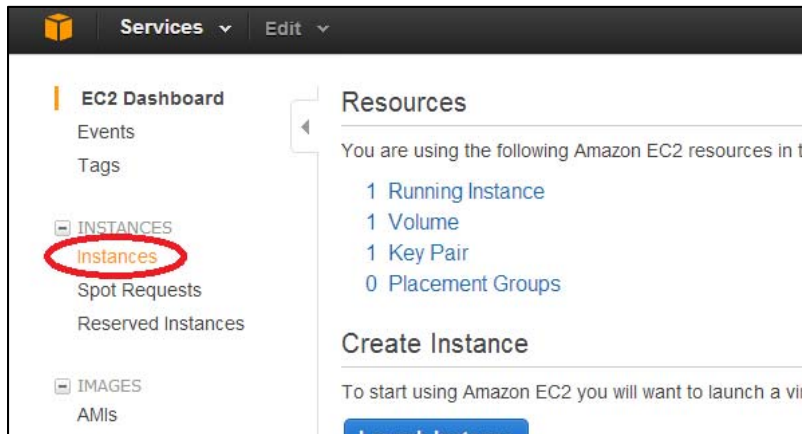 Services Edit
EC2 Dashboard
Events
Tags
INSTANCES
Instances
Spot Requests
Reserved Instances
IMAGES
AMIs
Resources
You are using the following Amazon EC2 resources in
1 Running Instance
1 Volume
1 Key Pair
0 Placement Groups
Create Instance
To start using Amazon EC2 you will want to launch a